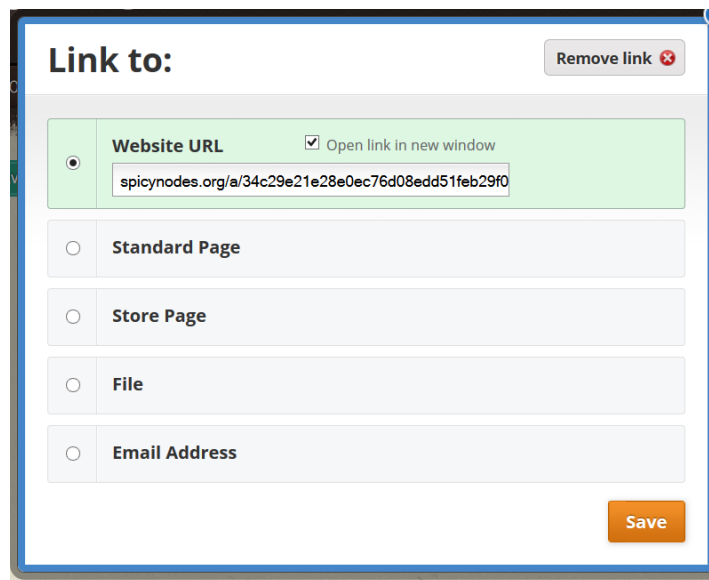 Link to:
Remove link
Website URL
Open link in new window
spicynodes.org/a/34c29e21e28e0ec76d08edd51feb29f0
Standard Page
Store Page
File
Email Address
Save